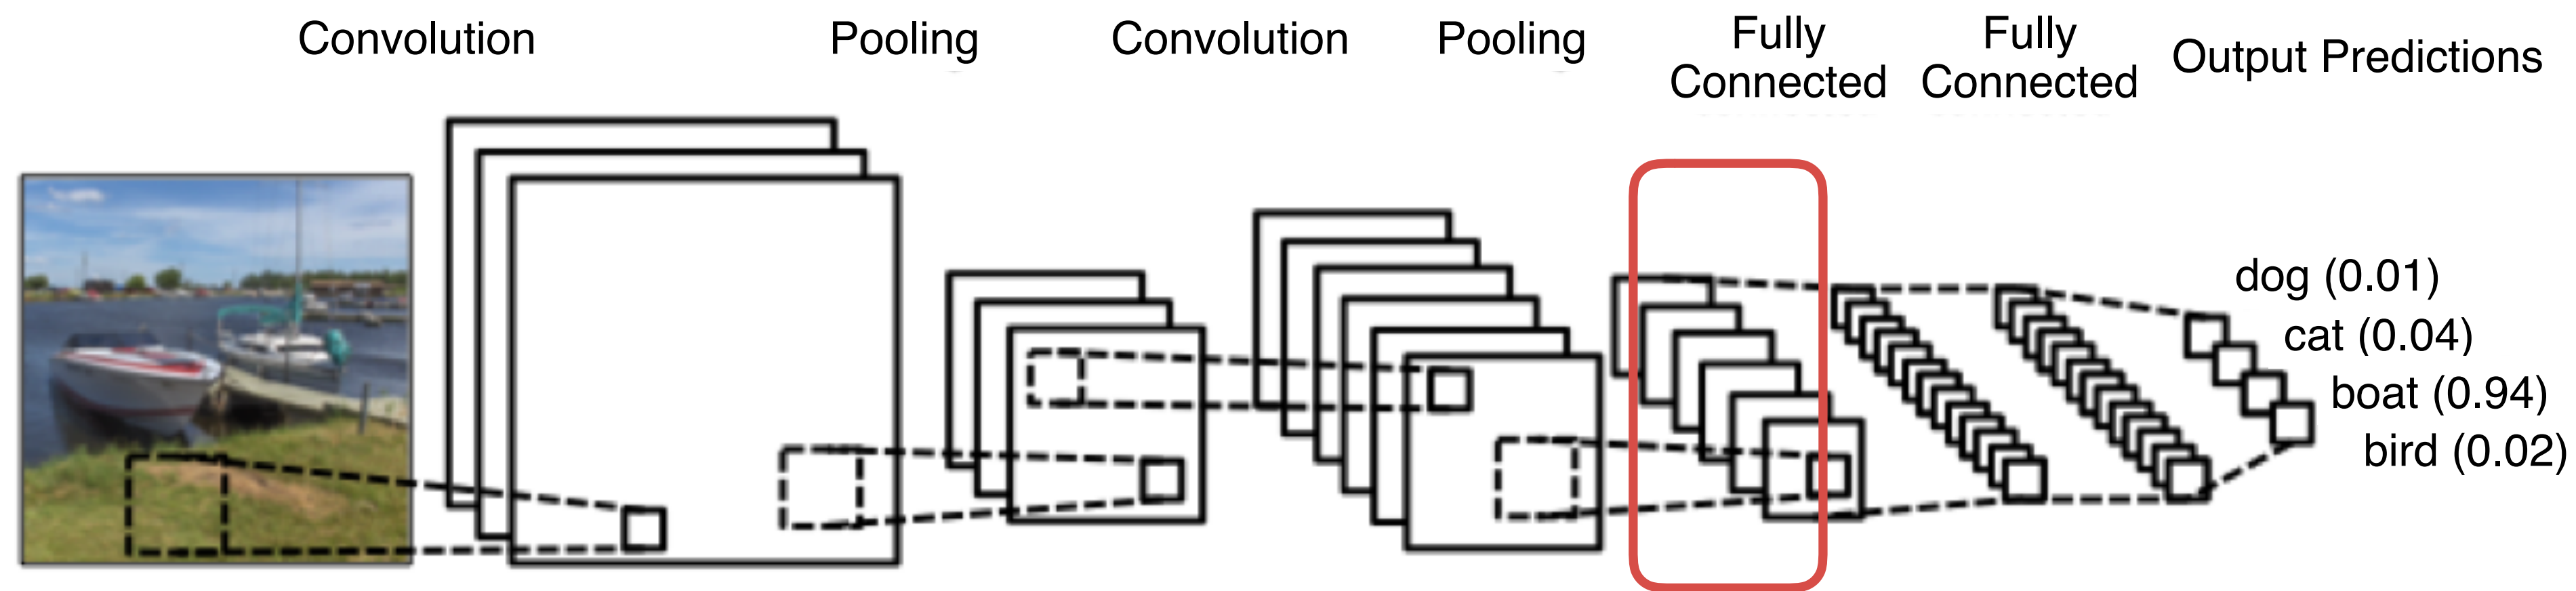 Convolution
Pooling
Convolution
Pooling
Fully
Connected
Fully
Connected
Output Predictions
dog (0.01)
cat (0.04)
boat (0.94)
bird (0.02)